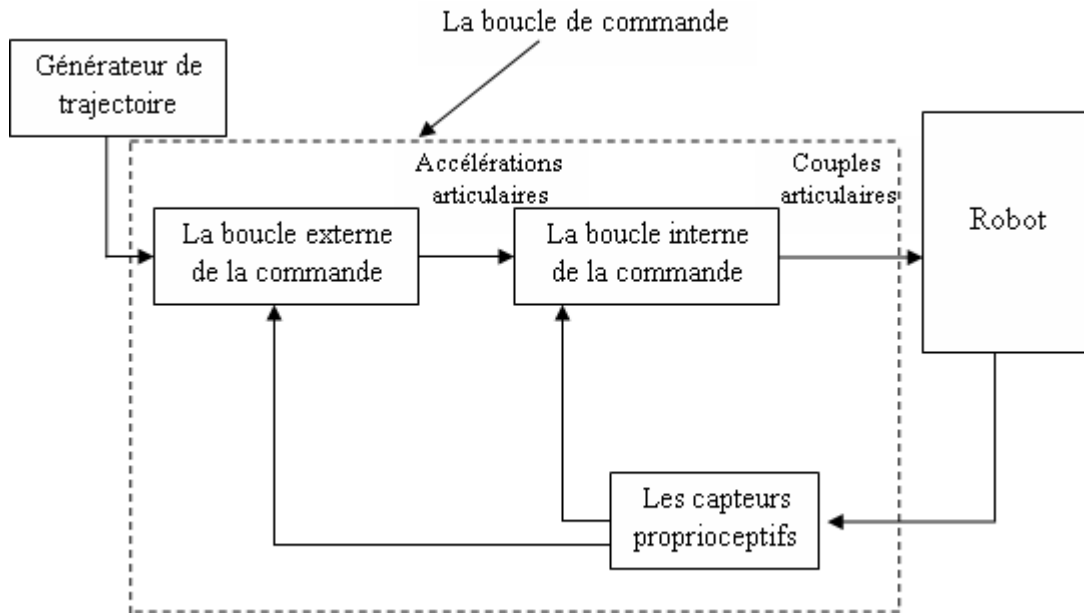 La boucle de commande
Générateur de
trajectoire
Accélérations
articulaires
Couples
articulaires
La boucle externe
de la commande
La boucle interne
de la commande
Robot
Les capteurs
proprioceptifs